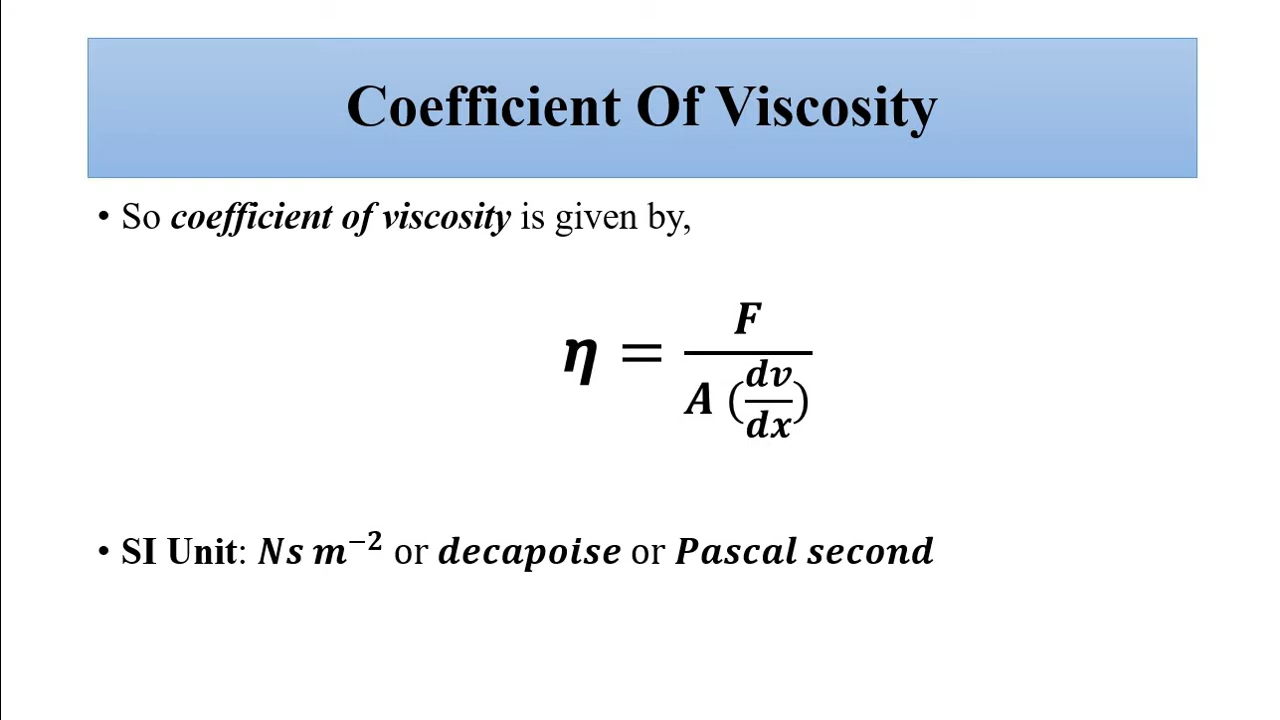 Coefficient Of Viscosity
• So coefficient of viscosity is given by,
η = F / A (dv/dx)
• SI Unit: Ns m⁻² or decapoise or Pascal second